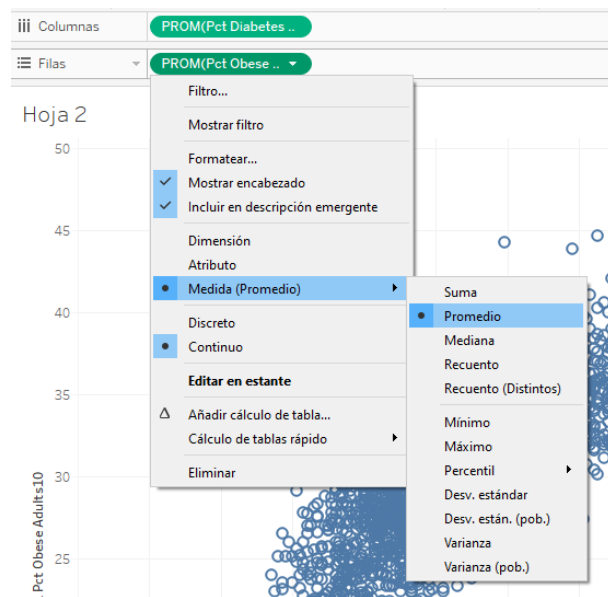 Columnas PROM(Pct Diabetes ..
Filas PROM(Pct Obese ..
Hoja 2
Filtro...
Mostrar filtro
Formatear...
Mostrar encabezado
Incluir en descripción emergente
Dimensión
Atributo
Medida (Promedio)
Discreto
Continuo
Editar en estante
Añadir cálculo de tabla...
Cálculo de tablas rápido
Eliminar
Suma
Promedio
Mediana
Recuento
Recuento (Distintos)
Mínimo
Máximo
Percentil
Desv. estándar
Desv. están. (pob.)
Varianza
Varianza (pob.)
50
45
40
35
30
25
. Pct Obese Adults10